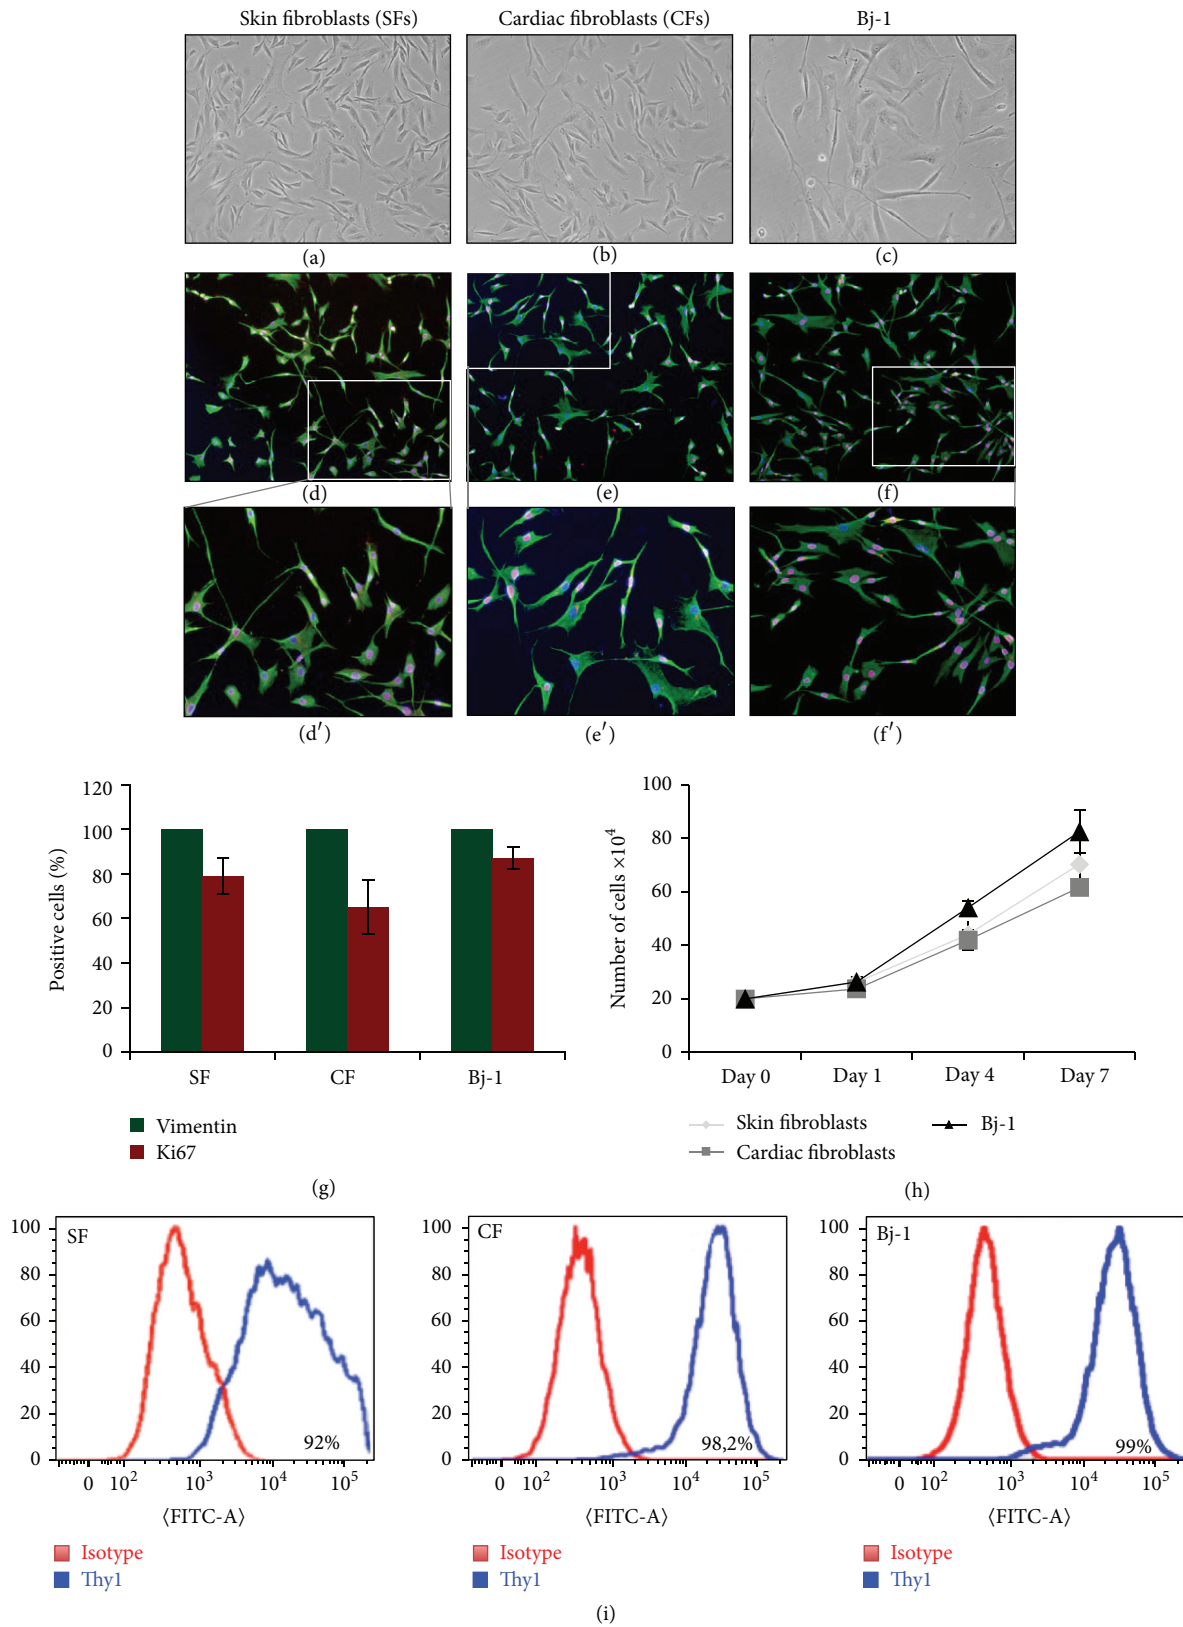 Skin fibroblasts (SFs)
Cardiac fibroblasts (CFs)
Bj-1
(a)
(b)
(c)
(d)
(e)
(f)
(d′)
(e′)
(f′)
120
100
80
60
40
20
0
Positive cells (%)
SF
CF
Bj-1
Vimentin
Ki67
(g)
100
80
60
40
20
0
Number of cells ×10⁴
Day 0
Day 1
Day 4
Day 7
Skin fibroblasts
Bj-1
Cardiac fibroblasts
(h)
SF
100
80
60
40
20
0
92%
0 10² 10³ 10⁴ 10⁵
⟨FITC-A⟩
Isotype
Thy1
CF
100
80
60
40
20
0
98,2%
0 10² 10³ 10⁴ 10⁵
⟨FITC-A⟩
Isotype
Thy1
Bj-1
100
80
60
40
20
0
99%
0 10² 10³ 10⁴ 10⁵
⟨FITC-A⟩
Isotype
Thy1
(i)